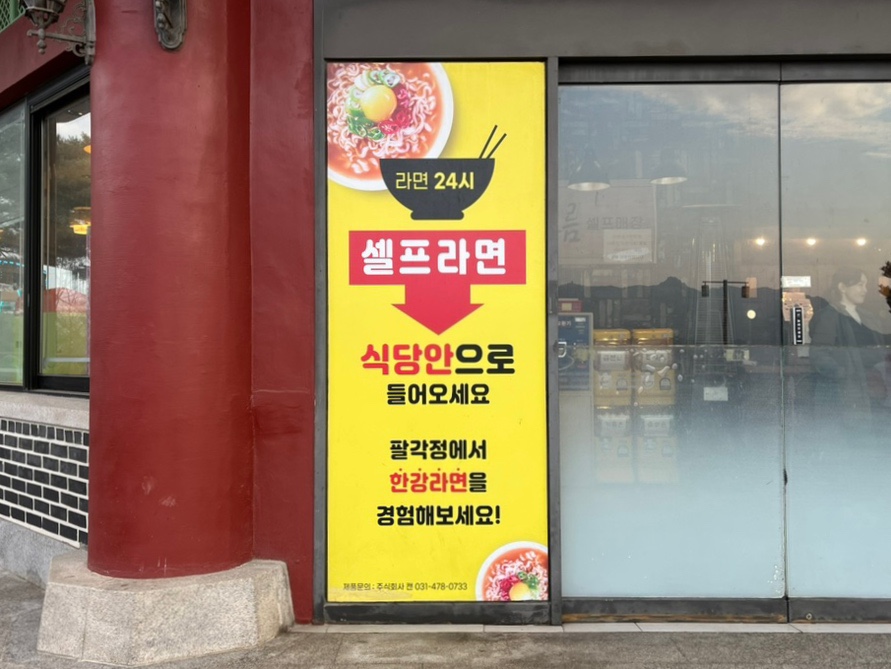 라면 24시
셀프라면
식당안으로
들어오세요
팔각정에서
한강라면을
경험해보세요!
제품문의 : 주식회사 펀 031-478-0733